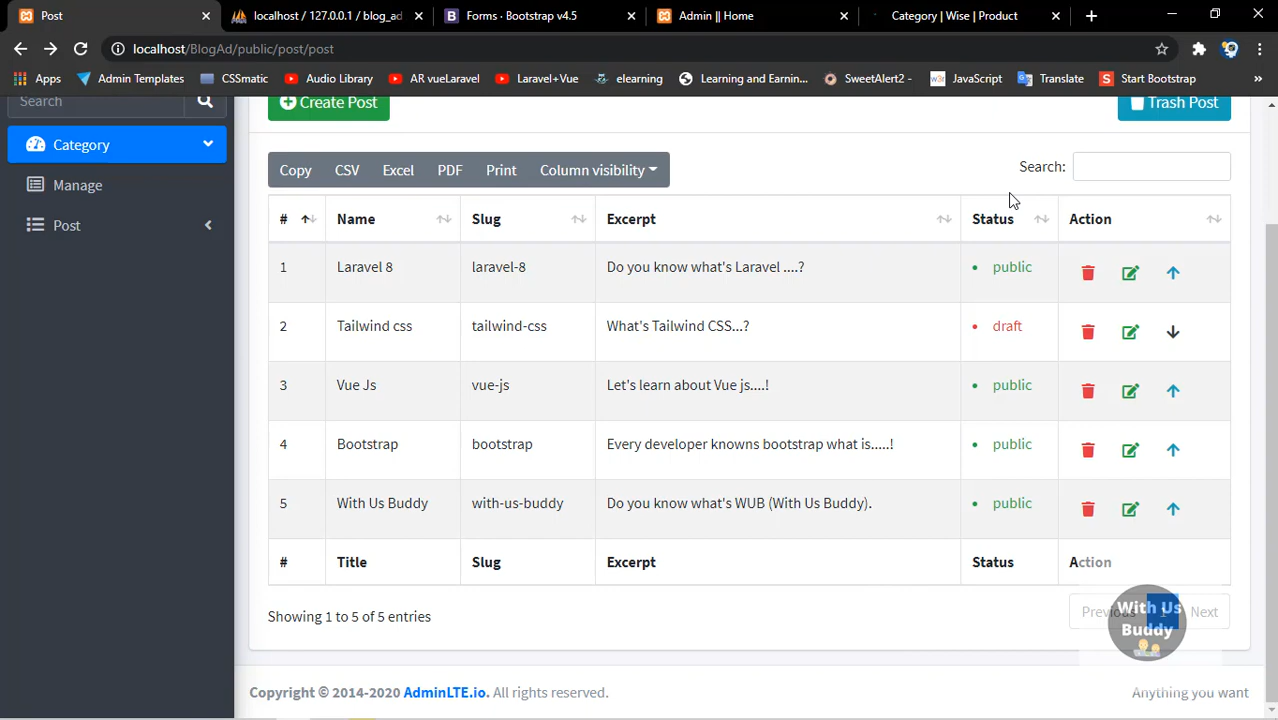 Post
localhost / 127.0.0.1 / blog_ad
Forms · Bootstrap v4.5
Admin || Home
Category | Wise | Product
localhost/BlogAd/public/post/post
Apps
Admin Templates
CSSmatic
Audio Library
AR vueLaravel
Laravel+Vue
elearning
Learning and Earnin...
SweetAlert2 -
JavaScript
Translate
Start Bootstrap
Search
Category
Manage
Post
Create Post
Trash Post
Copy CSV Excel PDF Print Column visibility
Search:
# Name Slug Excerpt Status Action
1 Laravel 8 laravel-8 Do you know what's Laravel ....? public
2 Tailwind css tailwind-css What's Tailwind CSS...? draft
3 Vue Js vue-js Let's learn about Vue js....! public
4 Bootstrap bootstrap Every developer knowns bootstrap what is.....! public
5 With Us Buddy with-us-buddy Do you know what's WUB (With Us Buddy). public
# Title Slug Excerpt Status Action
Showing 1 to 5 of 5 entries
Previous 1 Next
With Us
Buddy
Copyright © 2014-2020 AdminLTE.io. All rights reserved.
Anything you want